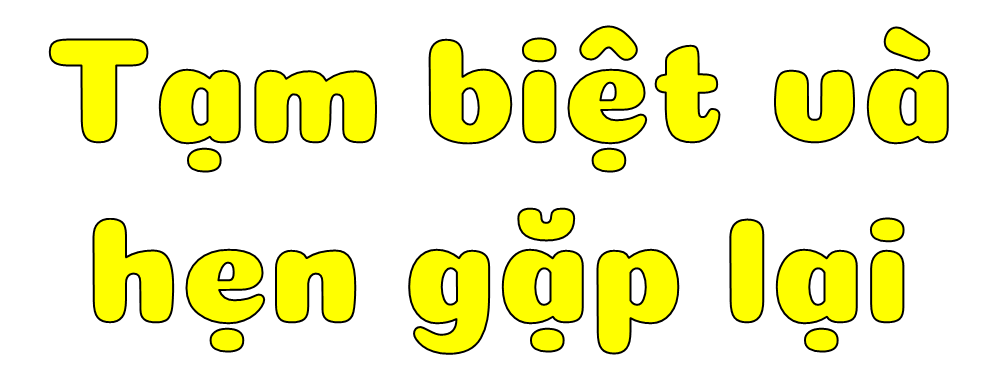 Tạm biệt và
hẹn gặp lại